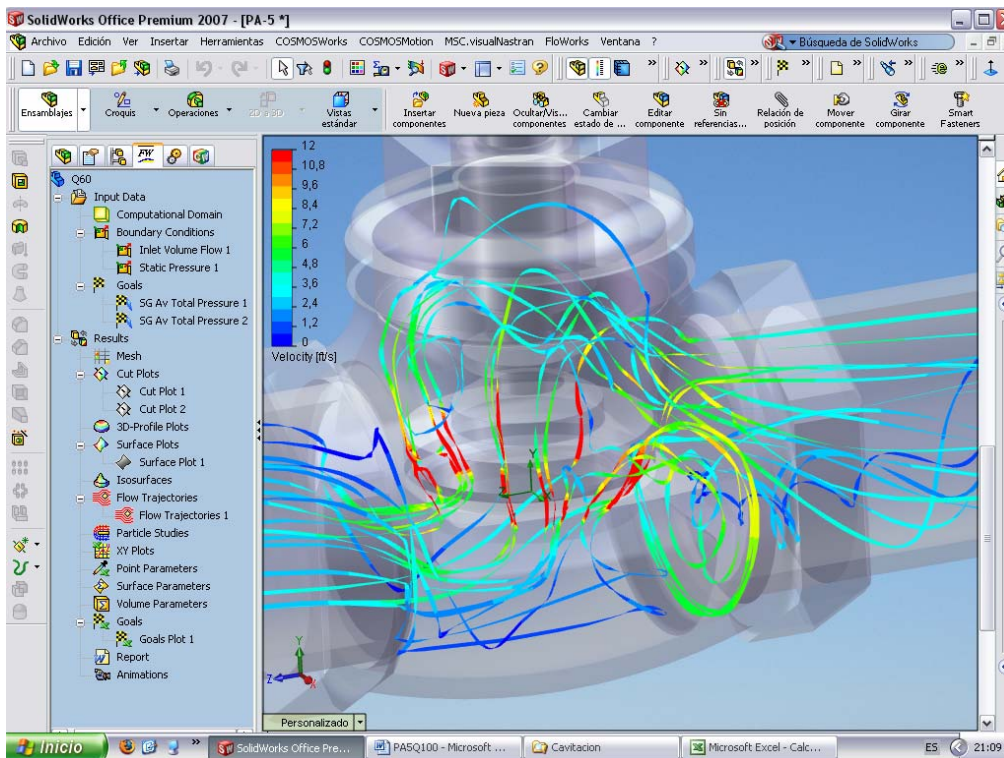 SolidWorks Office Premium 2007 - [PA-5 *]
Archivo Edición Ver Insertar Herramientas COSMOSWorks COSMOSMotion MSC.visualNastran FloWorks Ventana ?
Búsqueda de SolidWorks
Ensamblajes
Croquis
Operaciones
2D a 3D
Vistas estándar
Insertar componentes
Nueva pieza
Ocultar/Vis... componentes
Cambiar estado de ...
Editar componente
Sin referencias...
Relación de posición
Mover componente
Girar componente
Smart Fasteners
Q60
Input Data
Computational Domain
Boundary Conditions
Inlet Volume Flow 1
Static Pressure 1
Goals
SG Av Total Pressure 1
SG Av Total Pressure 2
Results
Mesh
Cut Plots
Cut Plot 1
Cut Plot 2
3D-Profile Plots
Surface Plots
Surface Plot 1
Isosurfaces
Flow Trajectories
Flow Trajectories 1
Particle Studies
XY Plots
Point Parameters
Surface Parameters
Volume Parameters
Goals
Goals Plot 1
Report
Animations
12
10,8
9,6
8,4
7,2
6
4,8
3,6
2,4
1,2
0
Velocity [ft/s]
Y
Y
Z
X
Personalizado
Inicio
SolidWorks Office Pre...
PA5Q100 - Microsoft ...
Cavitacion
Microsoft Excel - Calc...
ES
21:09